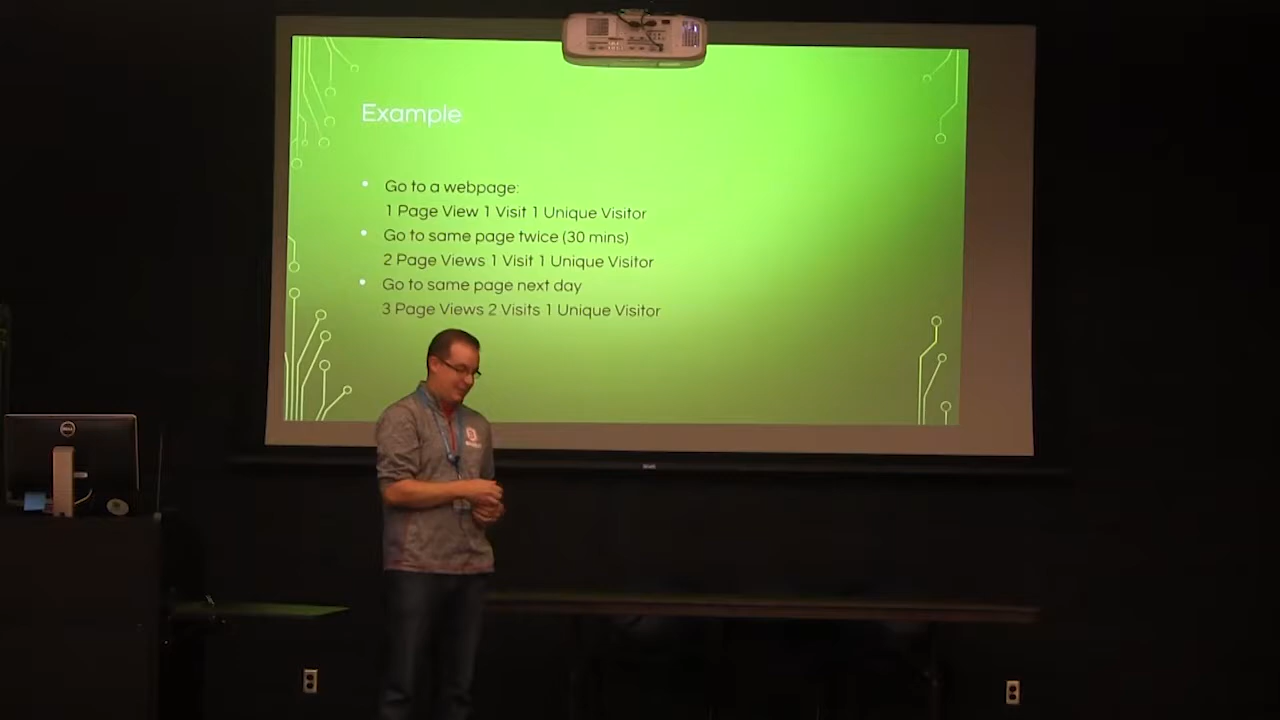 Example
Go to a webpage:
1 Page View 1 Visit 1 Unique Visitor
Go to same page twice (30 mins)
2 Page Views 1 Visit 1 Unique Visitor
Go to same page next day
3 Page Views 2 Visits 1 Unique Visitor
DELL